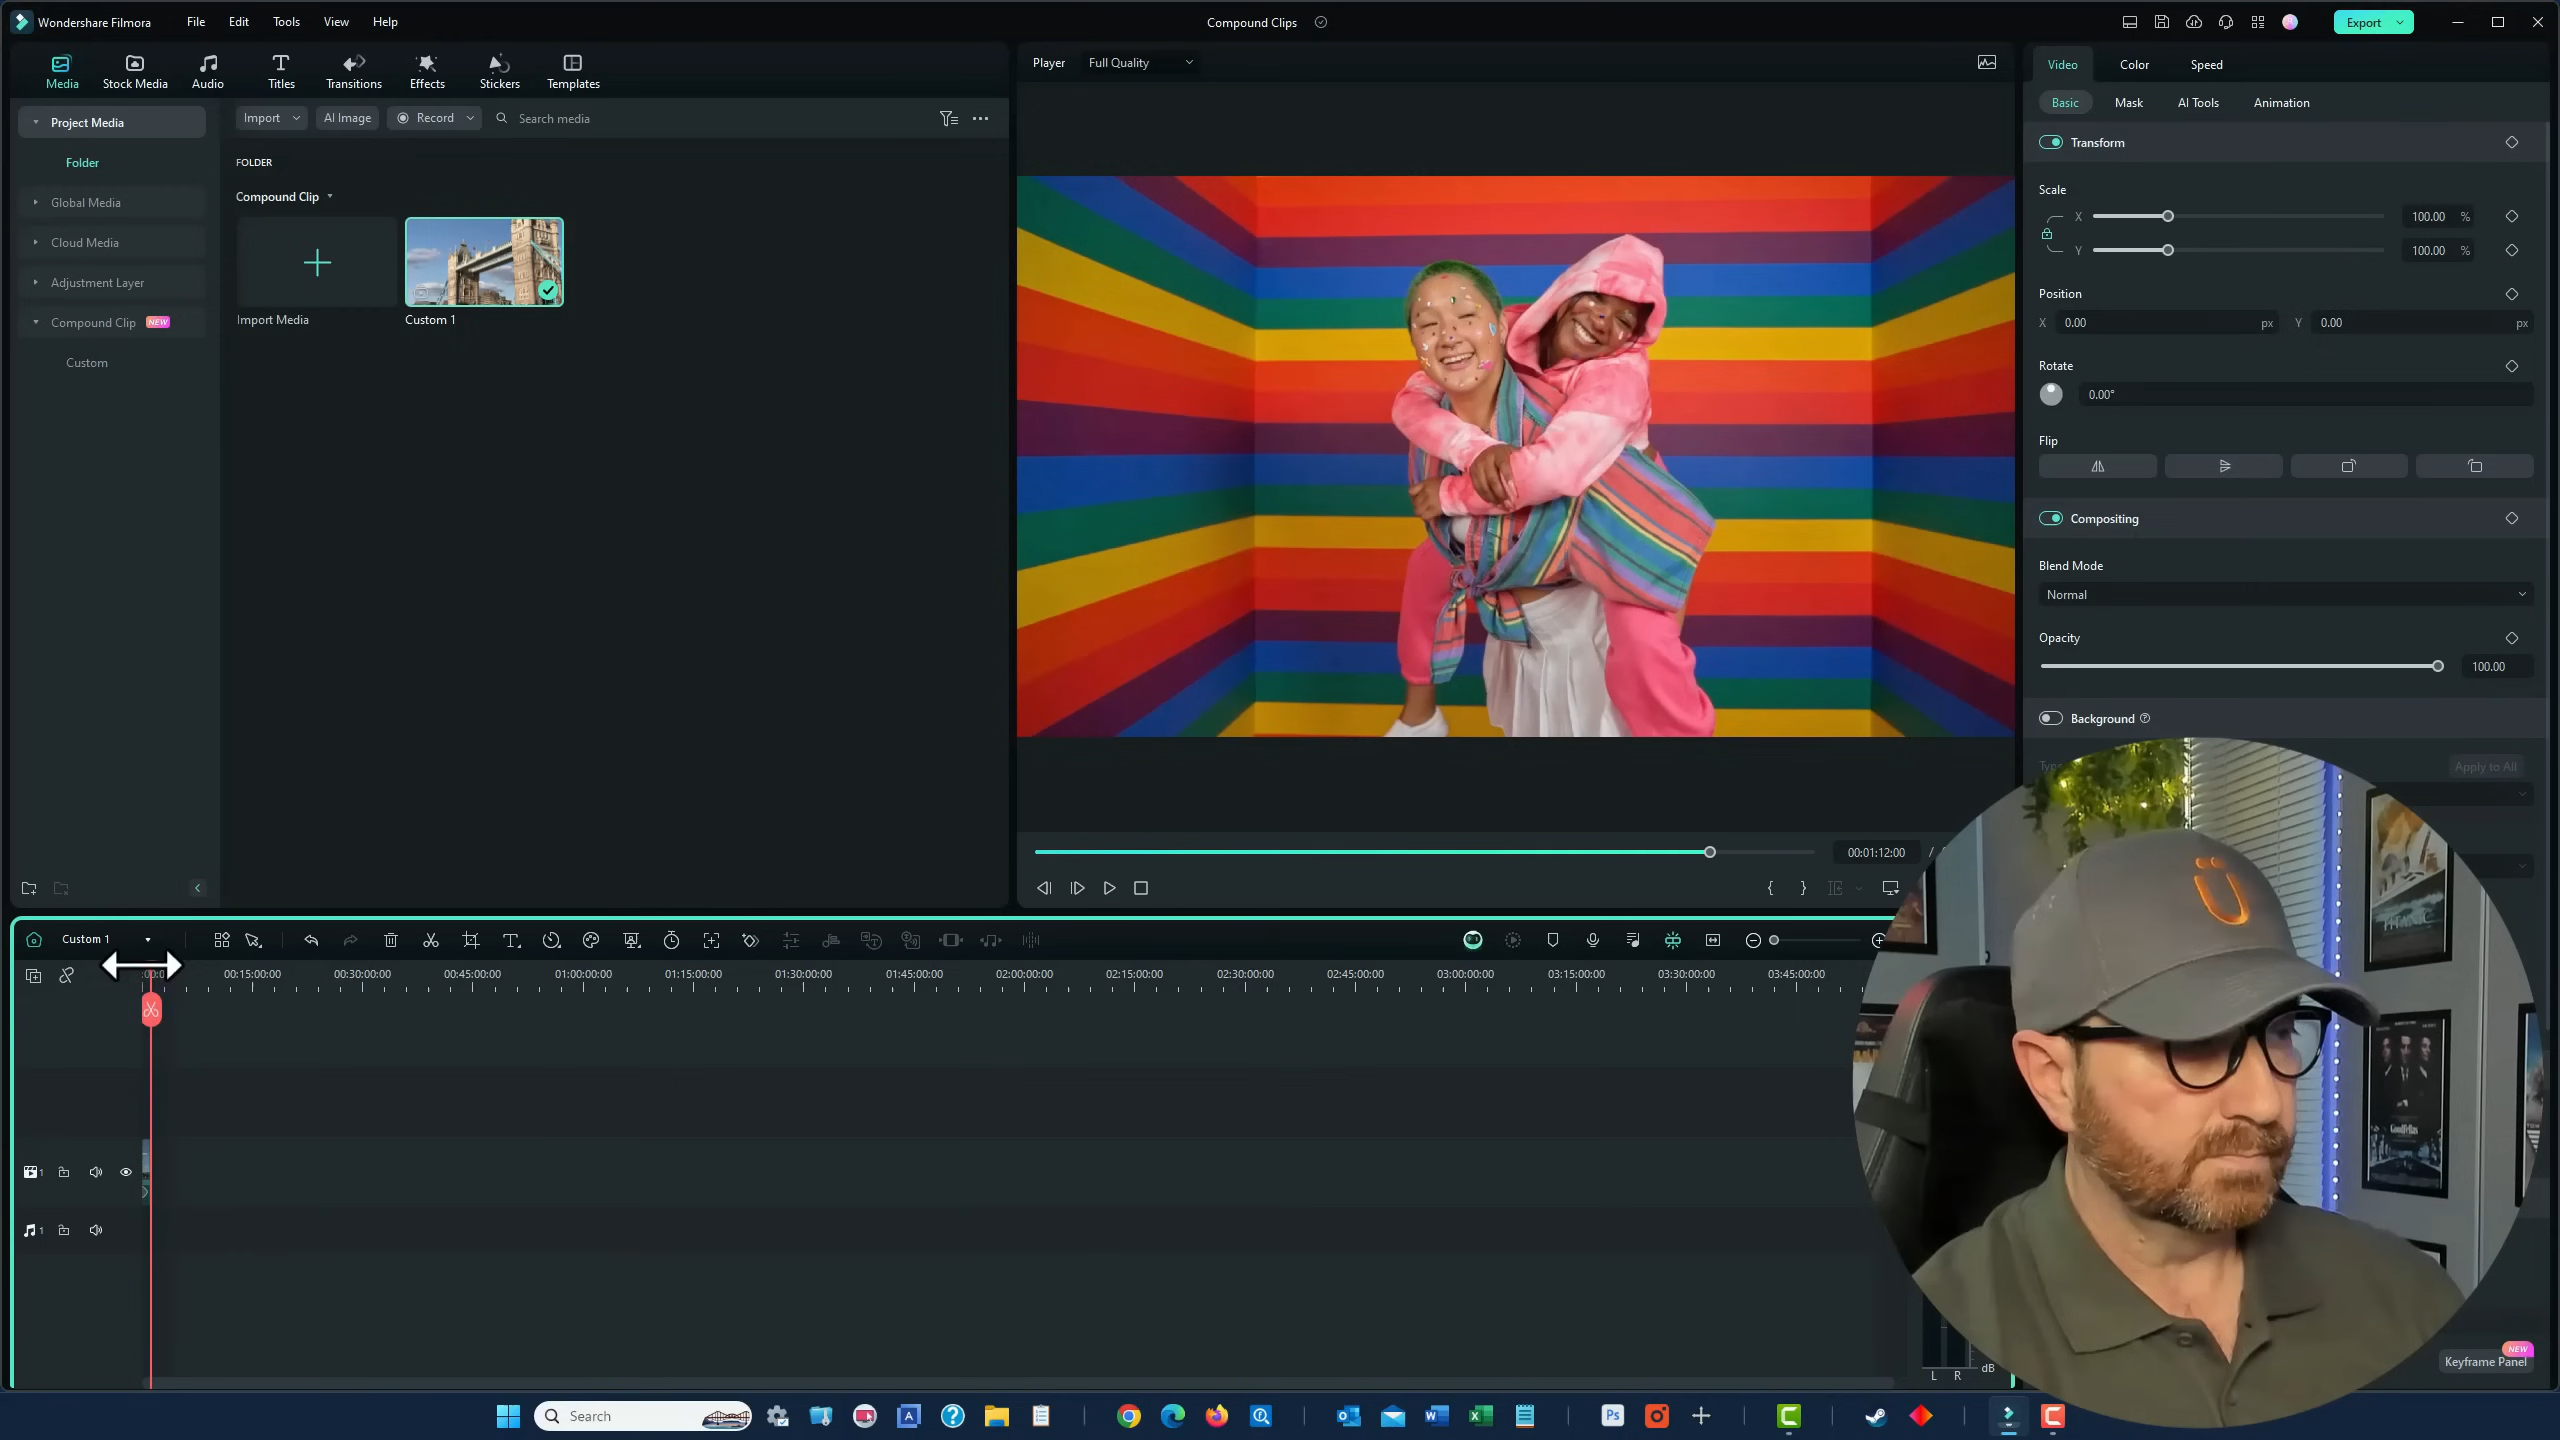 Wondershare Filmora File Edit Tools View Help Compound Clips Export
Media Stock Media Audio Titles Transitions Effects Stickers Templates
Player Full Quality
Video Color Speed
Basic Mask AI Tools Animation
Project Media
Folder
Global Media
Cloud Media
Adjustment Layer
Compound Clip NEW
Custom
Import AI Image Record Search media
FOLDER
Compound Clip
Import Media Custom 1
Transform
Scale
X 100.00 %
Y 100.00 %
Position
X 0.00 px Y 0.00 px
Rotate
0.00°
Flip
Compositing
Blend Mode
Normal
Opacity
100.00
Background
Apply to All
00:01:12:00 /
Custom 1
00:15:00:00 00:30:00:00 00:45:00:00 01:00:00:00 01:15:00:00 01:30:00:00 01:45:00:00 02:00:00:00 02:15:00:00 02:30:00:00 02:45:00:00 03:00:00:00 03:15:00:00 03:30:00:00 03:45:00:00
1
1
L R dB
NEW
Keyframe Panel
TITANIC
Goodfellas
Ü
Search
Ps